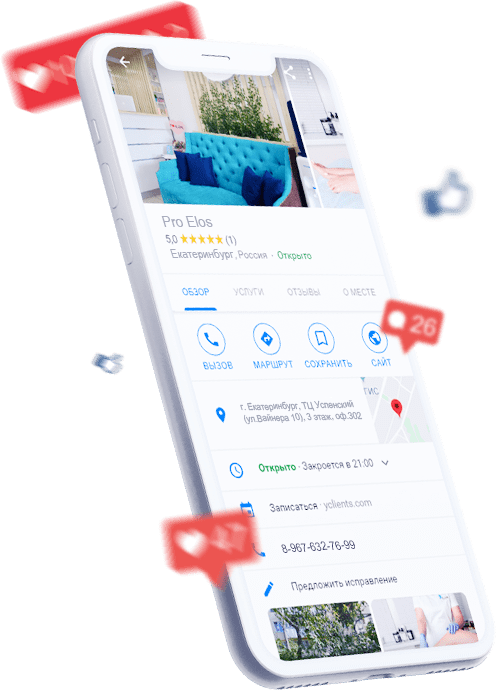 Pro Elos
5,0 (1)
Екатеринбург, Россия · Открыто
ОБЗОР УСЛУГИ ОТЗЫВЫ О МЕСТЕ
ВЫЗОВ МАРШРУТ СОХРАНИТЬ САЙТ
26
г. Екатеринбург, ТЦ Успенский
(ул.Вайнера 10), 3 этаж, оф.302
ГИС
Открыто · Закроется в 21:00
Записаться · yclients.com
47
8-967-632-76-99
Предложить исправление